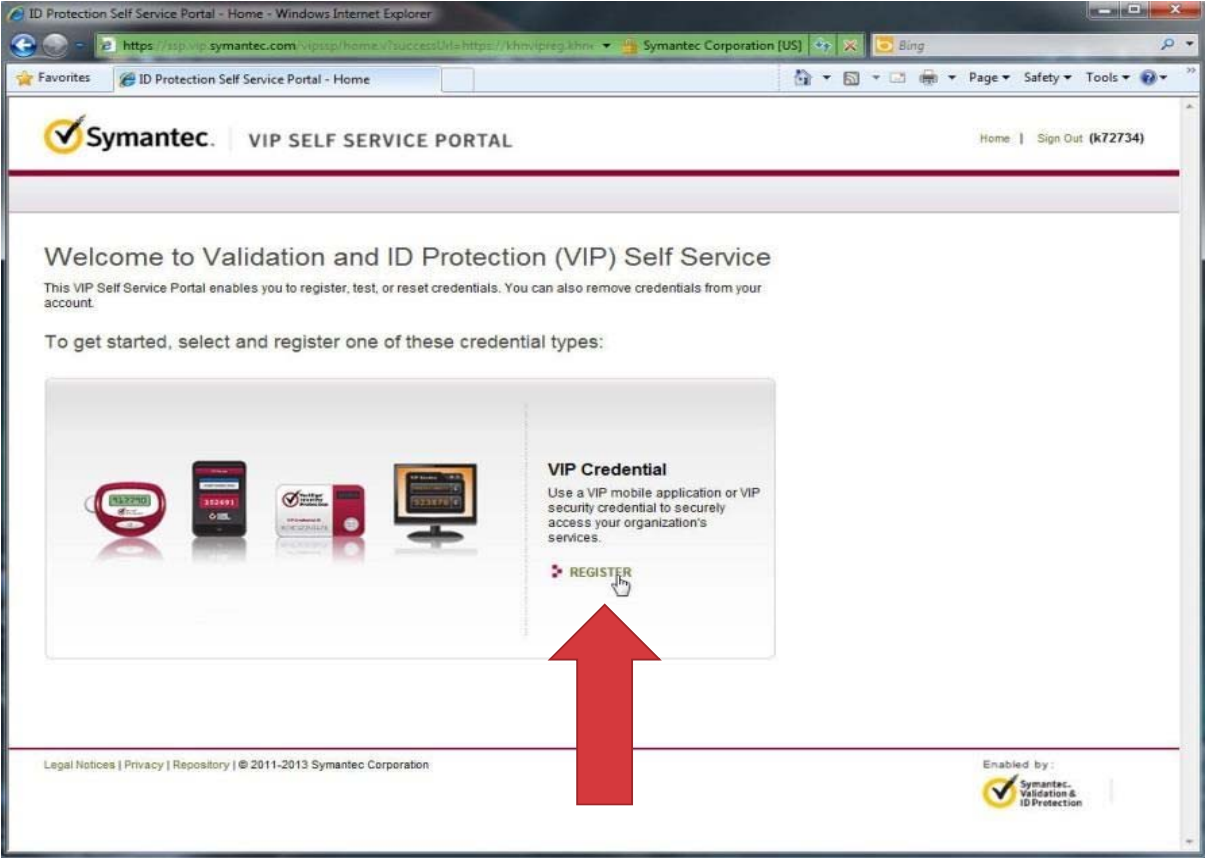 ID Protection Self Service Portal - Home - Windows Internet Explorer
https://ssp.vip.symantec.com/vipssp/home.v?successUrl=https://khnvipreg.khne Symantec Corporation [US] Bing
Favorites ID Protection Self Service Portal - Home Page Safety Tools
Symantec. VIP SELF SERVICE PORTAL Home | Sign Out (k72734)
Welcome to Validation and ID Protection (VIP) Self Service
This VIP Self Service Portal enables you to register, test, or reset credentials. You can also remove credentials from your
account.
To get started, select and register one of these credential types:
VIP Credential
Use a VIP mobile application or VIP
security credential to securely
access your organization's
services.
REGISTER
Legal Notices | Privacy | Repository | © 2011-2013 Symantec Corporation
Enabled by:
Symantec.
Validation &
ID Protection